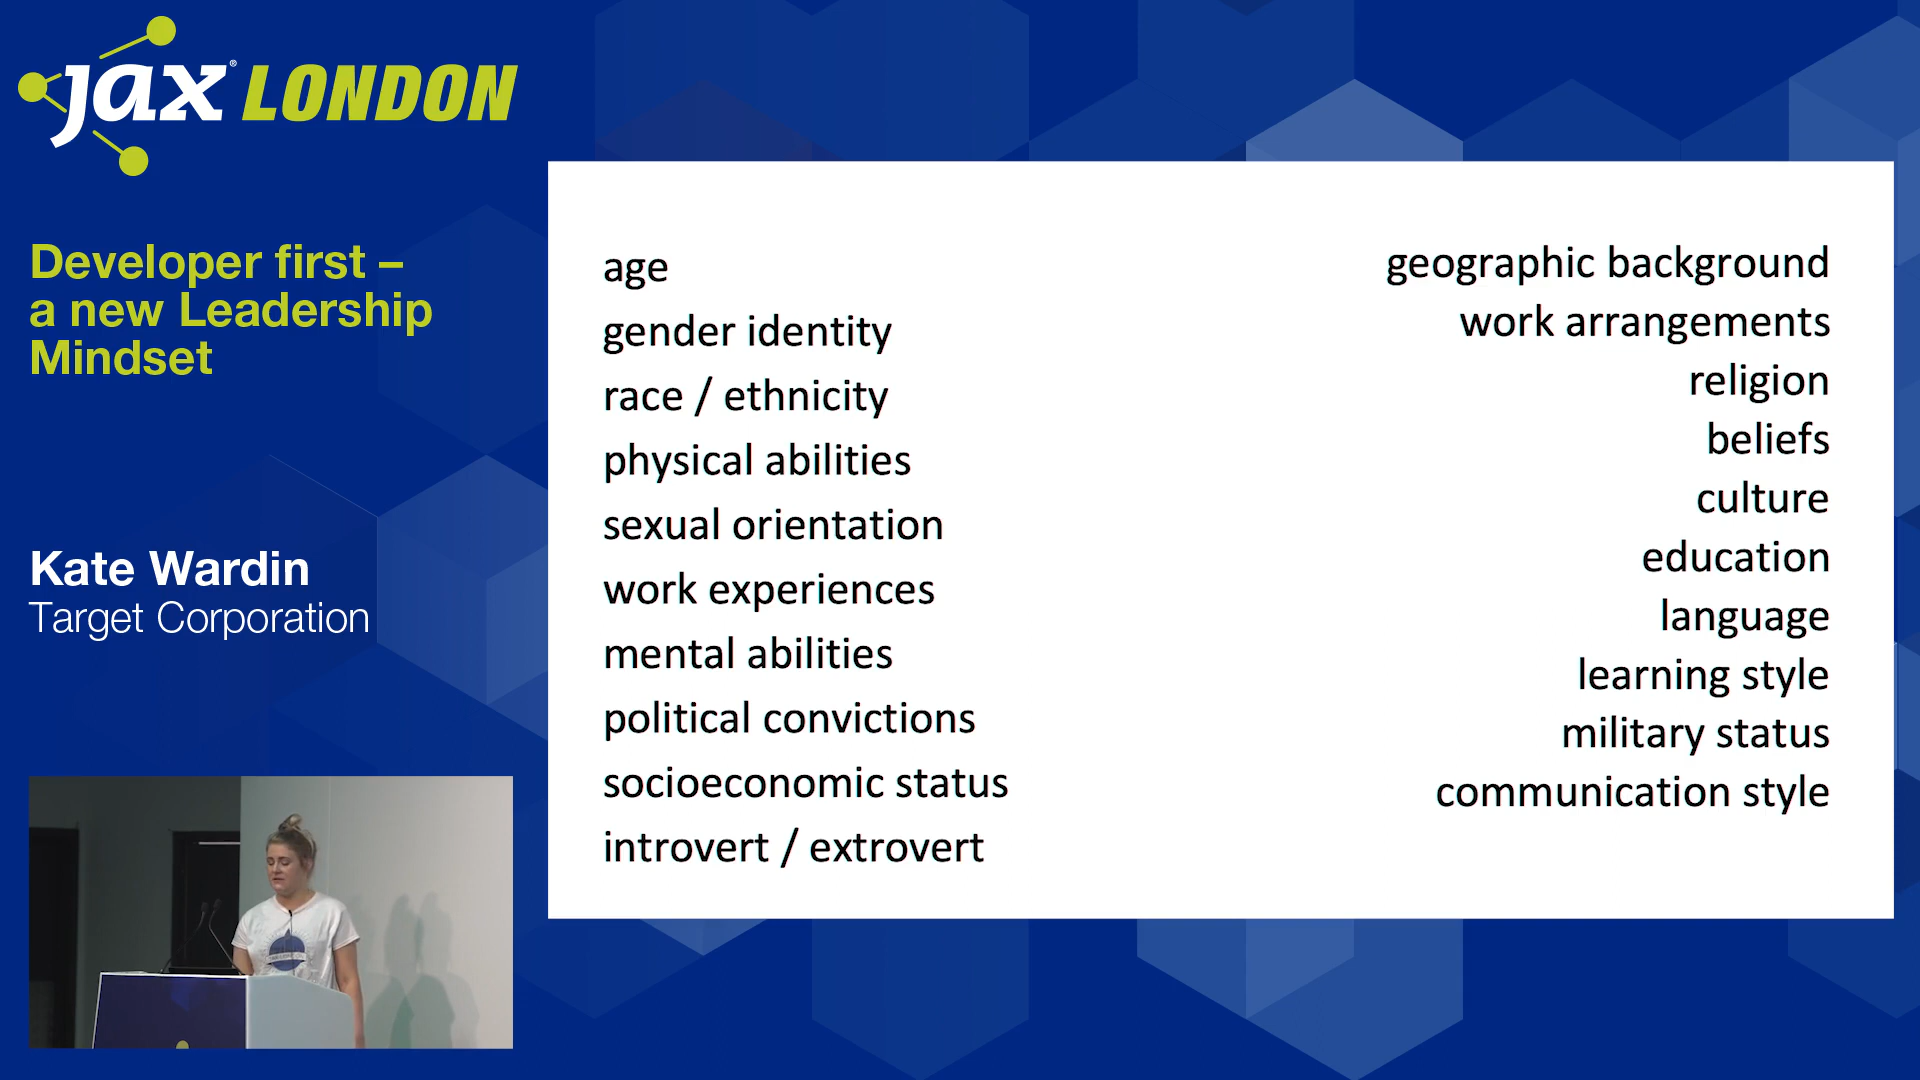 jax® LONDON
Developer first –
a new Leadership
Mindset
Kate Wardin
Target Corporation
age
gender identity
race / ethnicity
physical abilities
sexual orientation
work experiences
mental abilities
political convictions
socioeconomic status
introvert / extrovert
geographic background
work arrangements
religion
beliefs
culture
education
language
learning style
military status
communication style